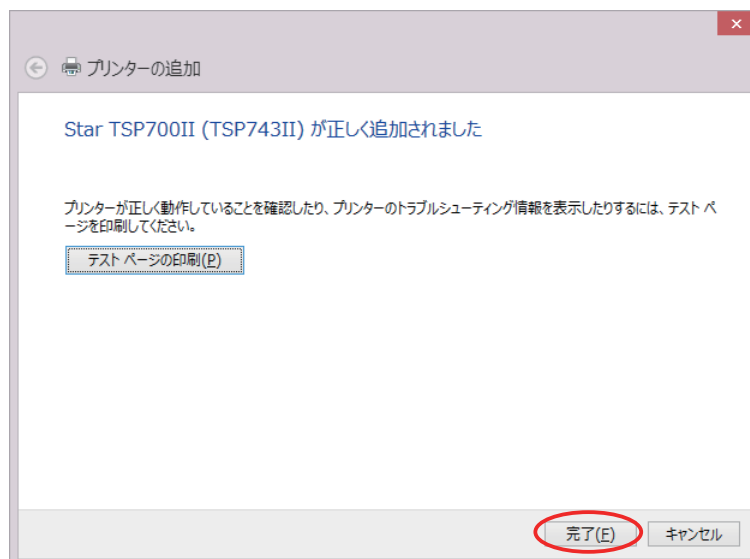 プリンターの追加
Star TSP700II (TSP743II) が正しく追加されました
プリンターが正しく動作していることを確認したり、プリンターのトラブルシューティング情報を表示したりするには、テスト ペ
ージを印刷してください。
テスト ページの印刷(P)
完了(F) キャンセル